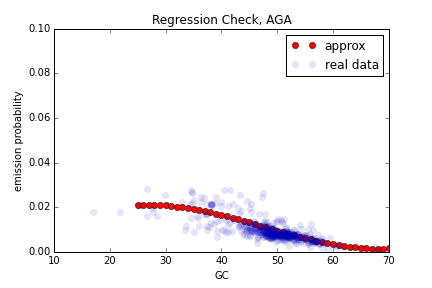 Regression Check, AGA
0.10
0.08
0.06
0.04
0.02
0.00
emission probability
approx
real data
10 20 30 40 50 60 70
GC